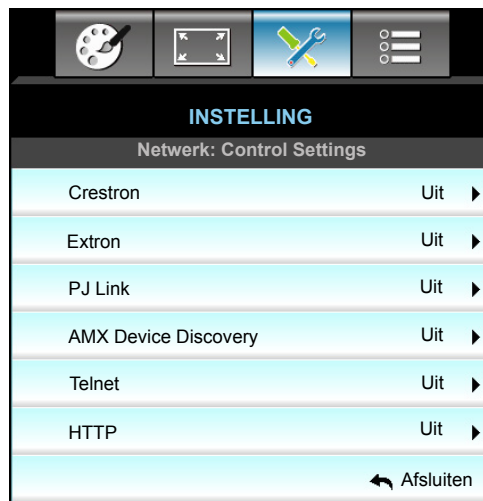 INSTELLING
Netwerk: Control Settings
Crestron Uit
Extron Uit
PJ Link Uit
AMX Device Discovery Uit
Telnet Uit
HTTP Uit
Afsluiten